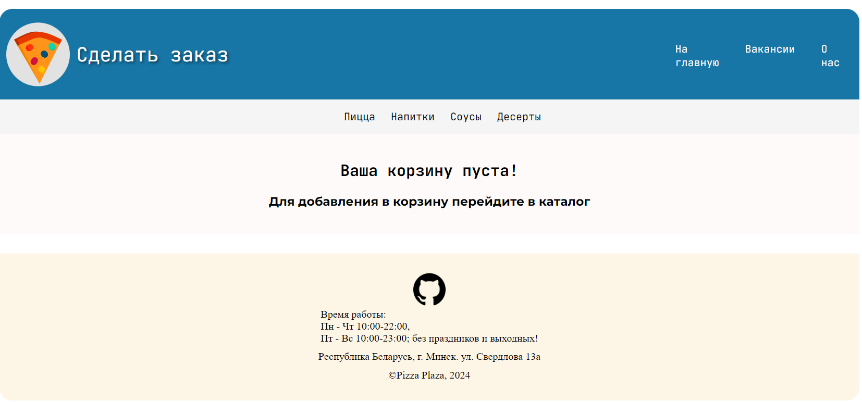 Сделать заказ
На главную
Вакансии
О нас
Пицца Напитки Соусы Десерты
Ваша корзину пуста!
Для добавления в корзину перейдите в каталог
Время работы:
Пн - Чт 10:00-22:00,
Пт - Вс 10:00-23:00; без праздников и выходных!
Республика Беларусь, г. Минск. ул. Свердлова 13а
©Pizza Plaza, 2024